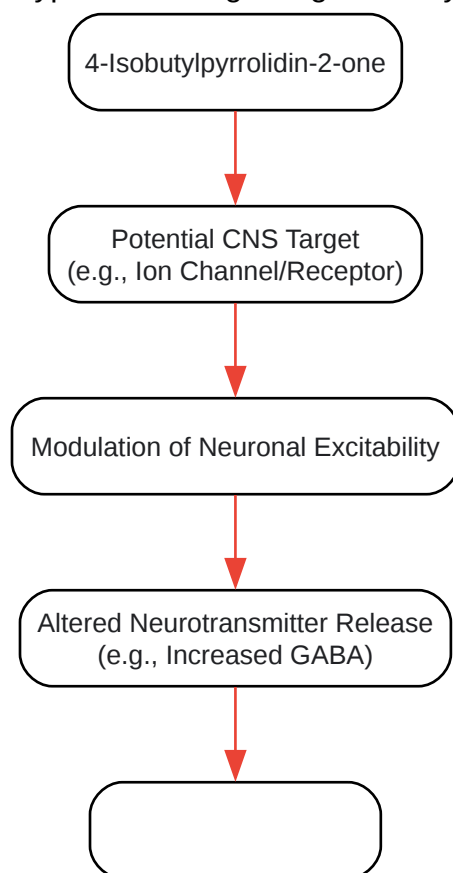 4-Isobutylpyrrolidin-2-one
Potential CNS Target
(e.g., Ion Channel/Receptor)
Modulation of Neuronal Excitability
Altered Neurotransmitter Release
(e.g., Increased GABA)